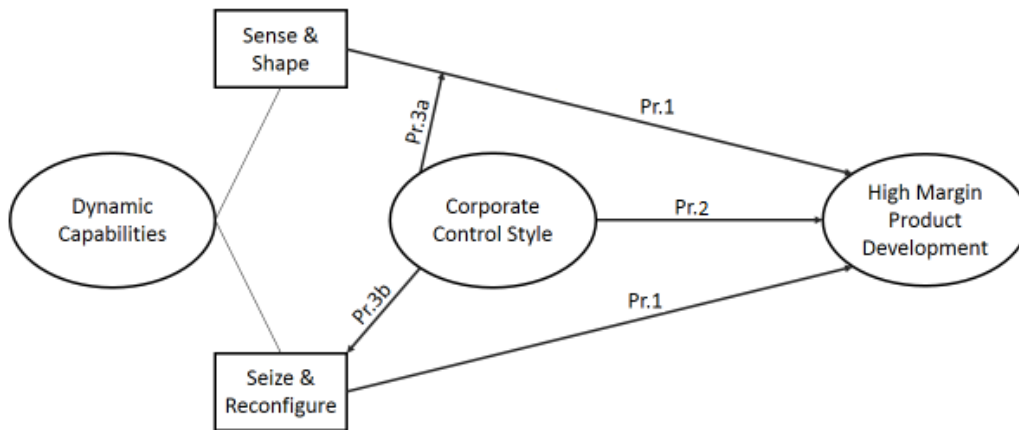 Sense &
Shape
Pr.1
Pr.3a
Dynamic
Capabilities
Corporate
Control Style
Pr.2
High Margin
Product
Development
Pr.3b
Pr.1
Seize &
Reconfigure